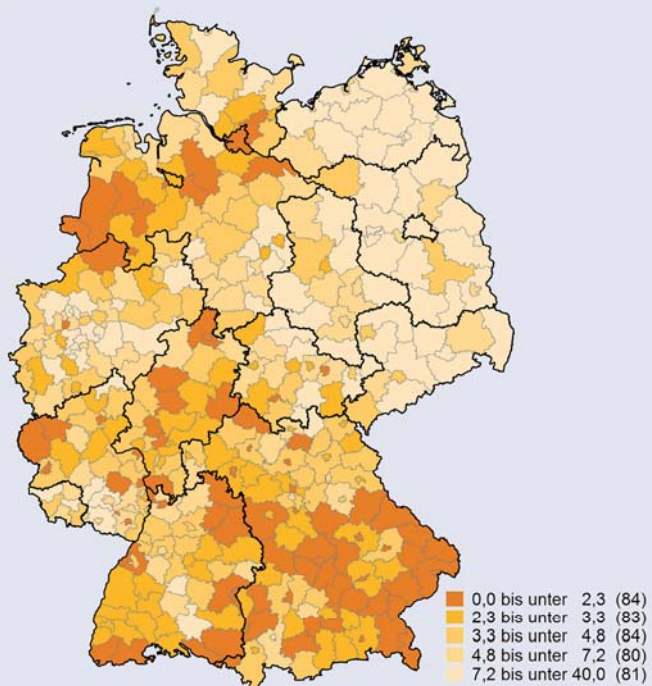 0,0 bis unter 2,3 (84)
2,3 bis unter 3,3 (83)
3,3 bis unter 4,8 (84)
4,8 bis unter 7,2 (80)
7,2 bis unter 40,0 (81)